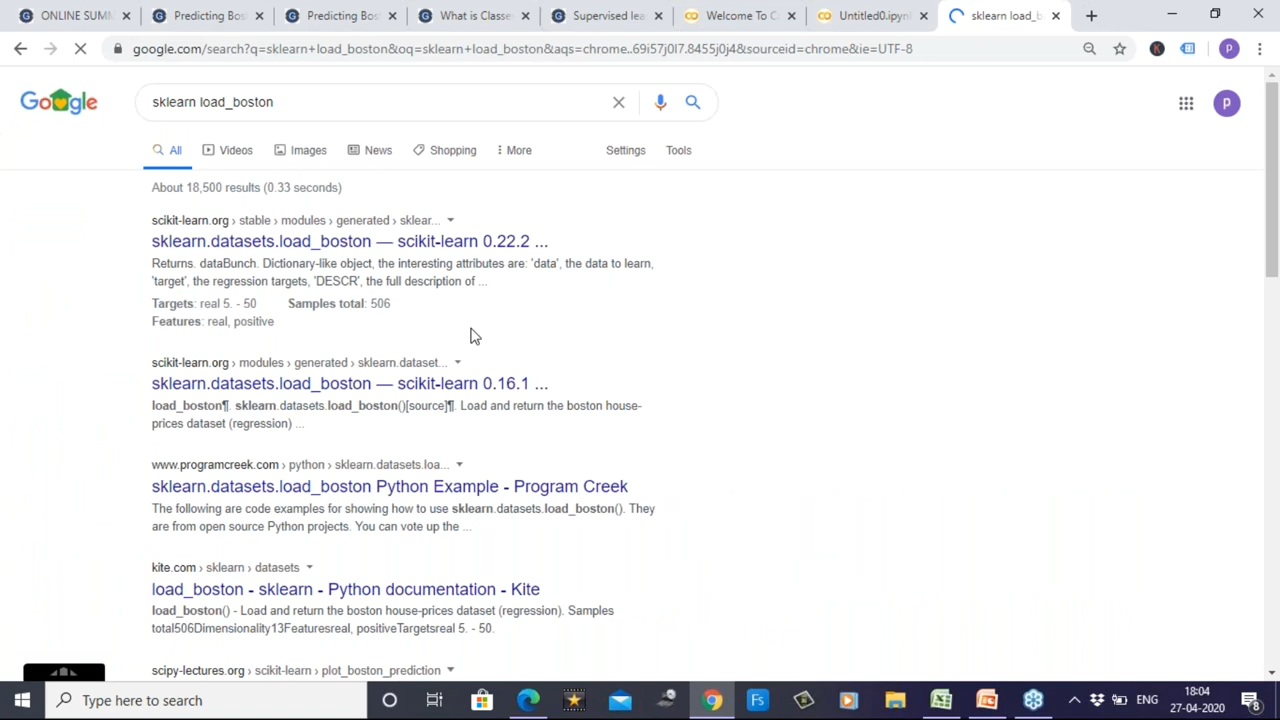 ONLINE SUMM
Predicting Bos
Predicting Bost
What is Classe
Supervised lea
Welcome To C
Untitled0.ipyn
sklearn load_bo
google.com/search?q=sklearn+load_boston&oq=sklearn+load_boston&aqs=chrome..69i57j0l7.8455j0j4&sourceid=chrome&ie=UTF-8
K
p
Google
sklearn load_boston
p
All
Videos
Images
News
Shopping
More
Settings
Tools
About 18,500 results (0.33 seconds)
scikit-learn.org › stable › modules › generated › sklear...
sklearn.datasets.load_boston — scikit-learn 0.22.2 ...
Returns. dataBunch. Dictionary-like object, the interesting attributes are: 'data', the data to learn,
'target', the regression targets, 'DESCR', the full description of ...
Targets: real 5. - 50 Samples total: 506
Features: real, positive
scikit-learn.org › modules › generated › sklearn.dataset...
sklearn.datasets.load_boston — scikit-learn 0.16.1 ...
load_boston¶. sklearn.datasets.load_boston()[source]¶. Load and return the boston house-
prices dataset (regression) ...
www.programcreek.com › python › sklearn.datasets.loa...
sklearn.datasets.load_boston Python Example - Program Creek
The following are code examples for showing how to use sklearn.datasets.load_boston(). They
are from open source Python projects. You can vote up the ...
kite.com › sklearn › datasets
load_boston - sklearn - Python documentation - Kite
load_boston() - Load and return the boston house-prices dataset (regression). Samples
total506Dimensionality13Featuresreal, positiveTargetsreal 5. - 50.
scipy-lectures.org › scikit-learn › plot_boston_prediction
Type here to search
Fs
ENG
18:04
27-04-2020
8